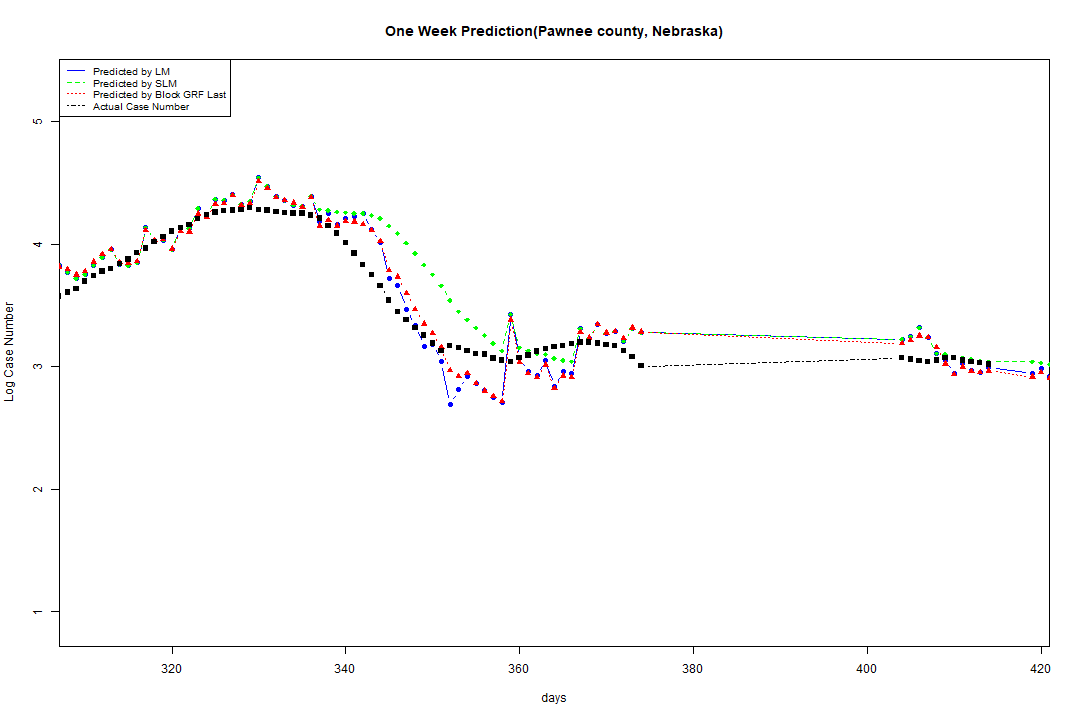 One Week Prediction(Pawnee county, Nebraska)
Predicted by LM
Predicted by SLM
Predicted by Block GRF Last
Actual Case Number
5
4
3
2
1
Log Case Number
320 340 360 380 400 420
days